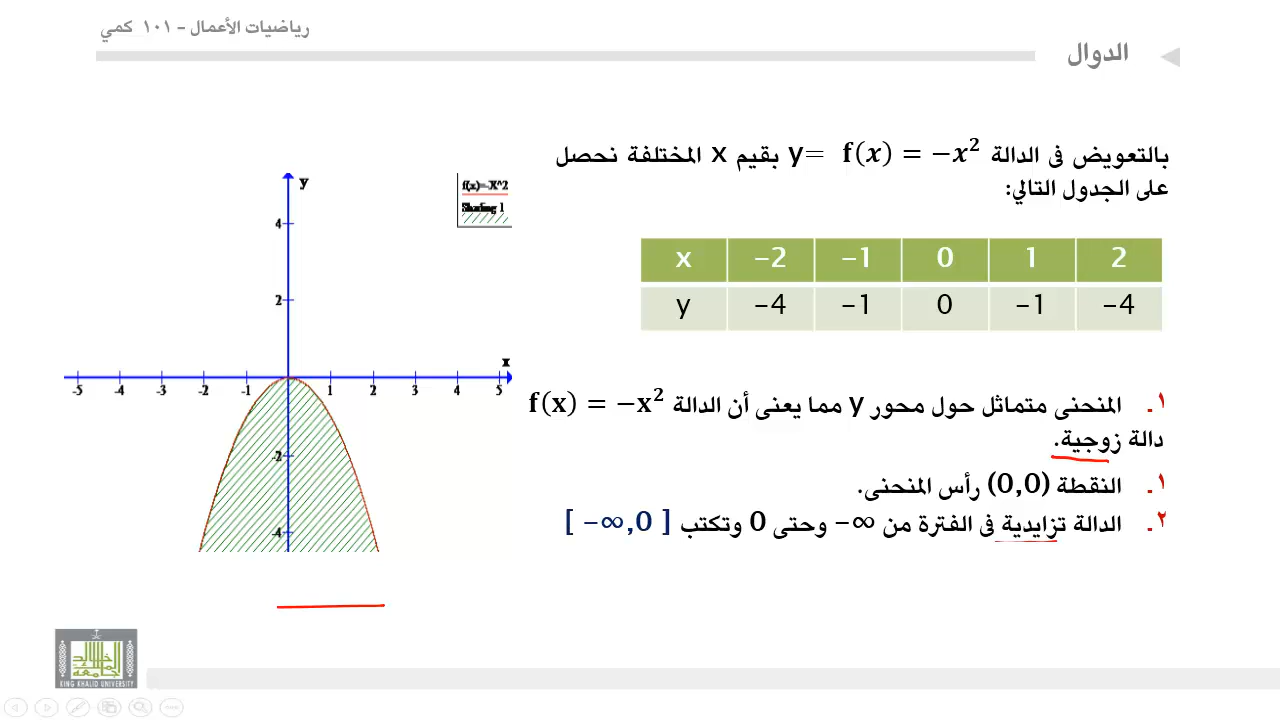 رياضيات الأعمال - ١٠١ كمي
الدوال
بالتعويض فى الدالة y= f(x) = −x² بقيم x المختلفة نحصل
على الجدول التالي:
x −2 −1 0 1 2
y −4 −1 0 −1 −4
١. المنحنى متماثل حول محور y مما يعنى أن الدالة f(x) = −x²
دالة زوجية.
١. النقطة (0,0) رأس المنحنى.
٢. الدالة تزايدية فى الفترة من ∞− وحتى 0 وتكتب [ −∞,0 ]
y
f(x)=-X^2
Shading 1
4
2
x
-5 -4 -3 -2 -1 1 2 3 4 5
-2
-4
جامعة الملك خالد
KING KHALID UNIVERSITY